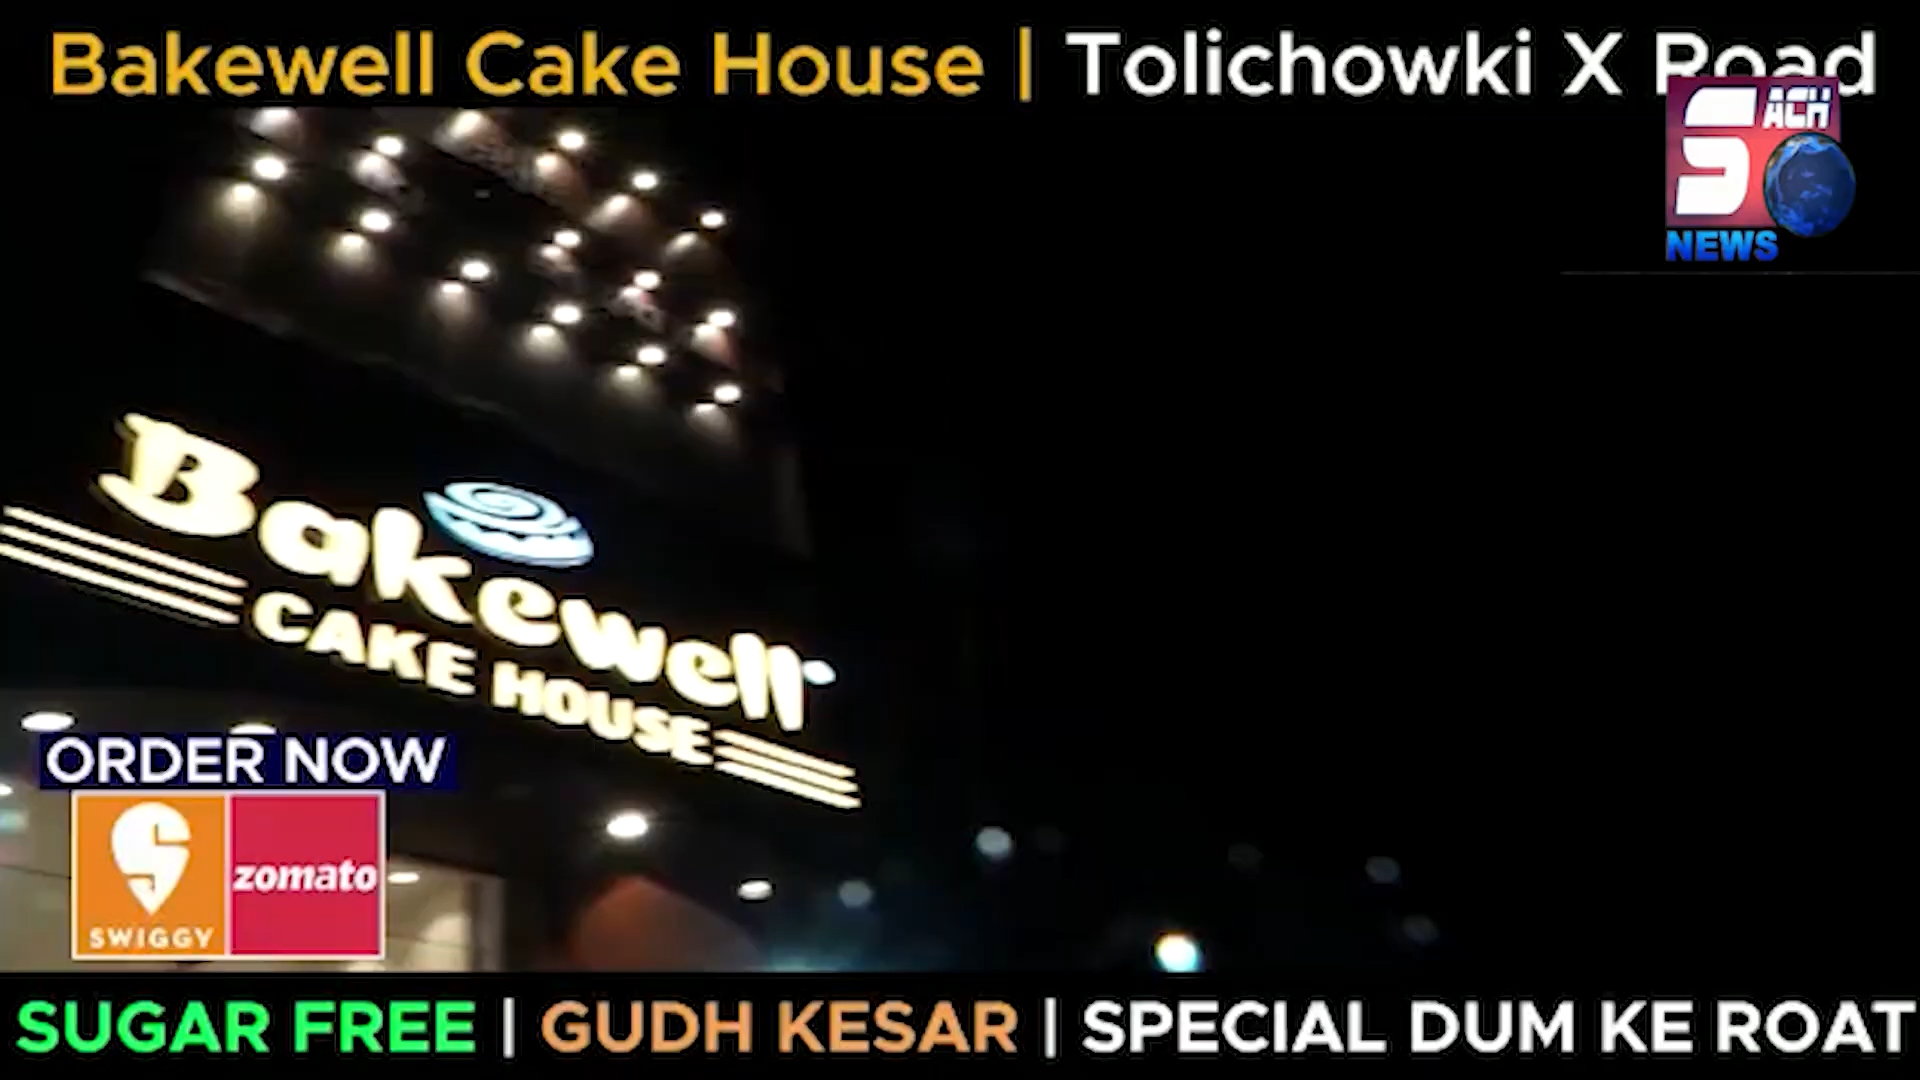 Bakewell Cake House | Tolichowki X Road
SACH
NEWS
Bakewell
CAKE HOUSE
ORDER NOW
SWIGGY
zomato
SUGAR FREE | GUDH KESAR | SPECIAL DUM KE ROAT